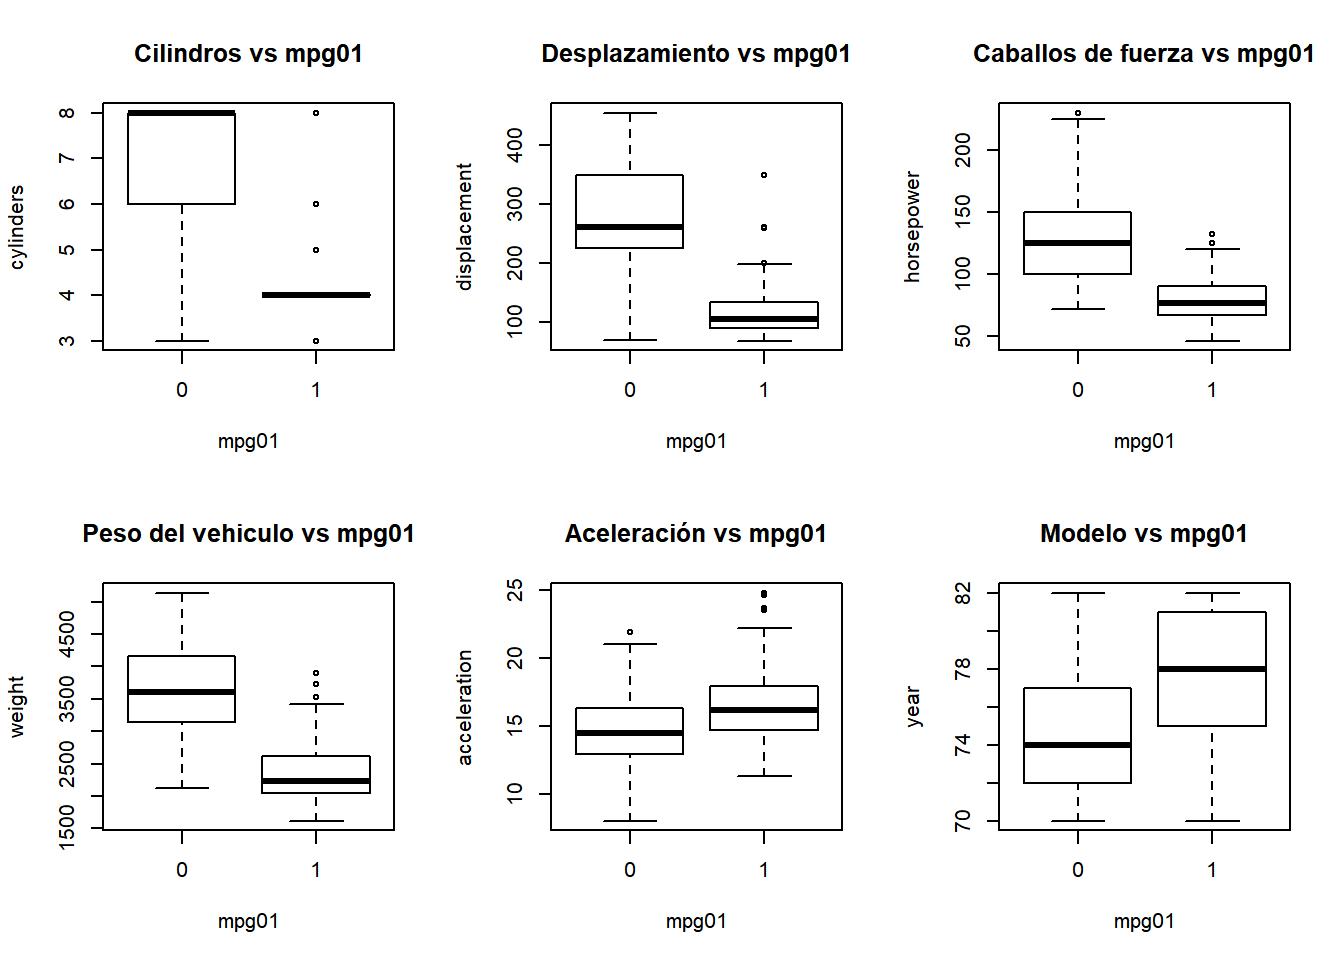 Cilindros vs mpg01
cylinders
3 4 5 6 7 8
0 1
mpg01
Desplazamiento vs mpg01
displacement
100 200 300 400
0 1
mpg01
Caballos de fuerza vs mpg01
horsepower
50 100 150 200
0 1
mpg01
Peso del vehiculo vs mpg01
weight
1500 2500 3500 4500
0 1
mpg01
Aceleración vs mpg01
acceleration
10 15 20 25
0 1
mpg01
Modelo vs mpg01
year
70 74 78 82
0 1
mpg01